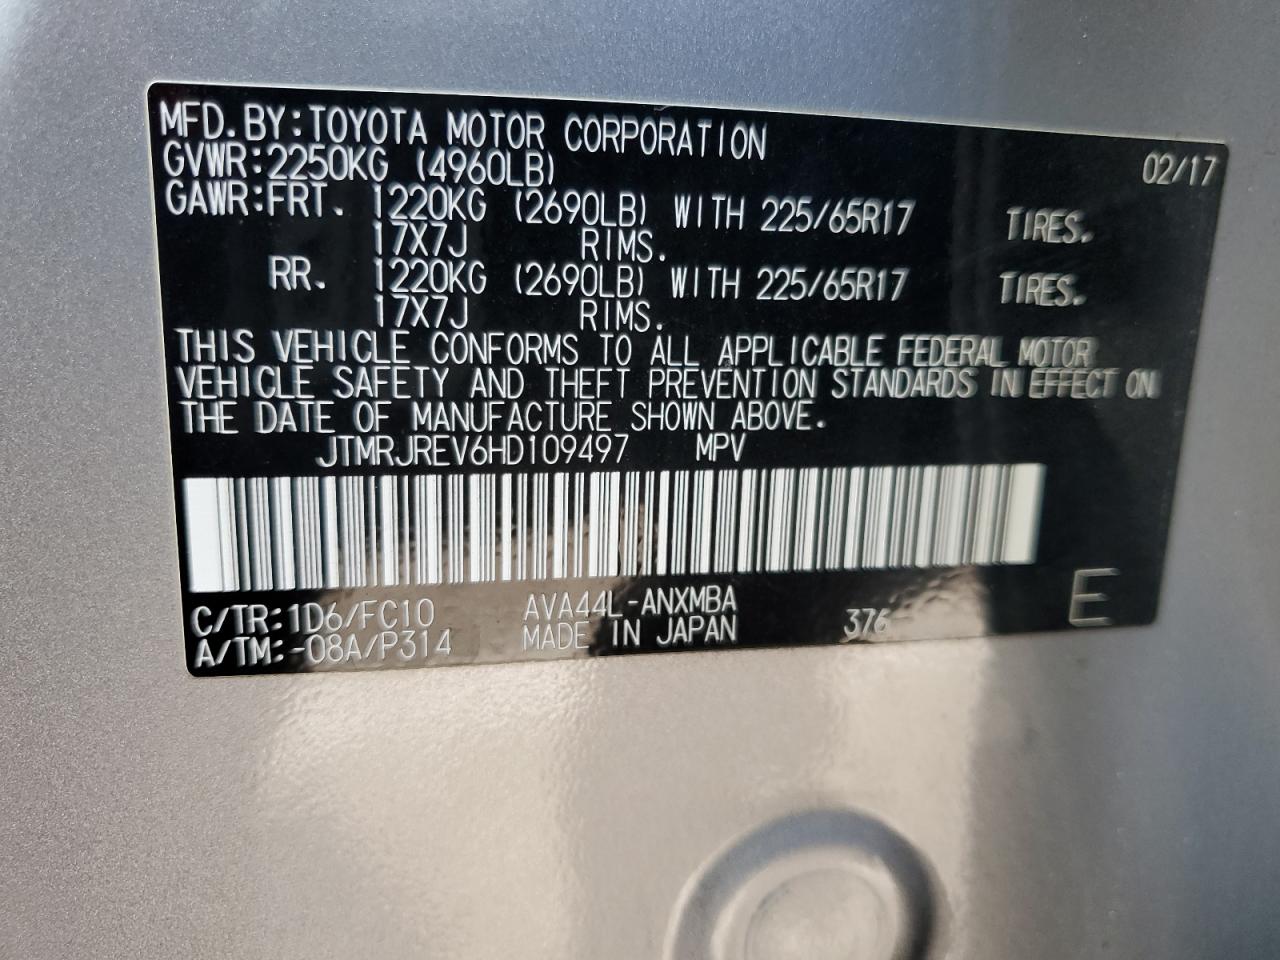 MFD.BY:TOYOTA MOTOR CORPORATION 02/17
GVWR:2250KG (4960LB)
GAWR:FRT. 1220KG (2690LB) WITH 225/65R17 TIRES.
17X7J RIMS.
RR. 1220KG (2690LB) WITH 225/65R17 TIRES.
17X7J RIMS.
THIS VEHICLE CONFORMS TO ALL APPLICABLE FEDERAL MOTOR
VEHICLE SAFETY AND THEFT PREVENTION STANDARDS IN EFFECT ON
THE DATE OF MANUFACTURE SHOWN ABOVE.
JTMRJREV6HD109497 MPV
C/TR:1D6/FC10 AVA44L-ANXMBA 376 E
A/TM:-08A/P314 MADE IN JAPAN